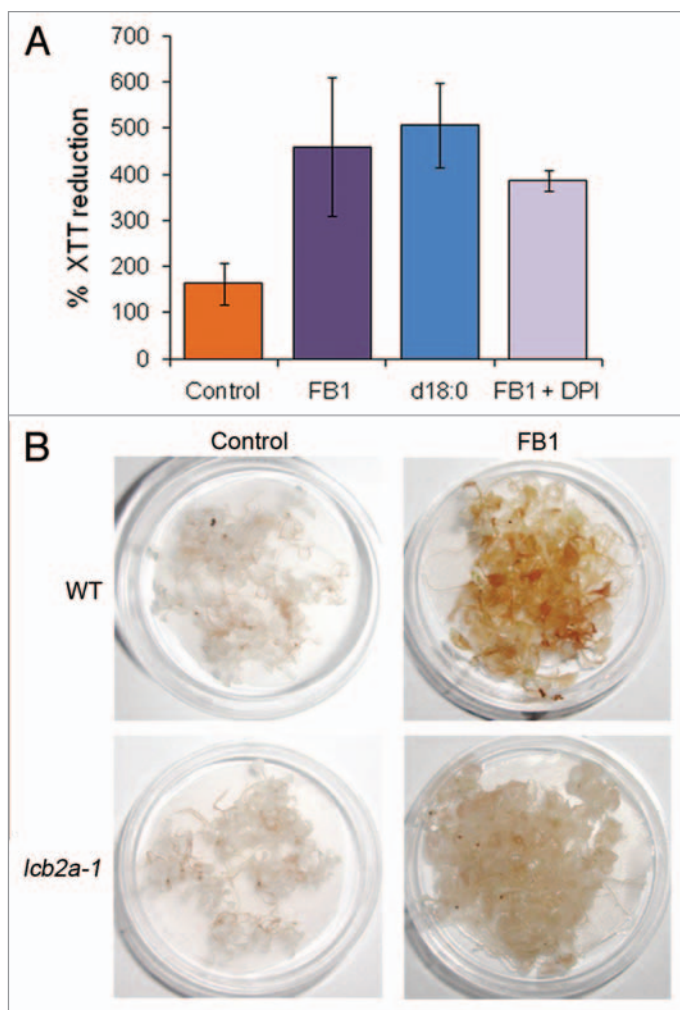 A
700
600
500
400
300
200
100
0
% XTT reduction
Control FB1 d18:0 FB1 + DPI
B
Control FB1
WT
lcb2a-1